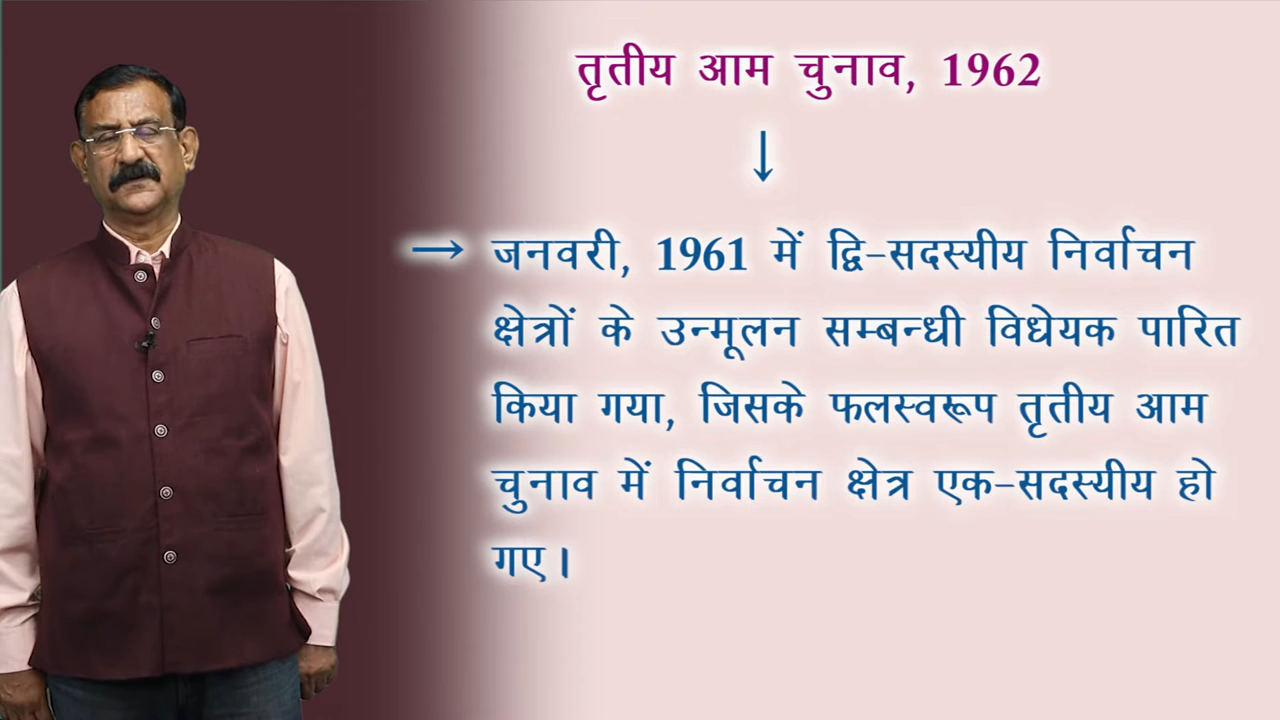 तृतीय आम चुनाव, 1962
↓
→ जनवरी, 1961 में द्वि-सदस्यीय निर्वाचन
क्षेत्रों के उन्मूलन सम्बन्धी विधेयक पारित
किया गया, जिसके फलस्वरूप तृतीय आम
चुनाव में निर्वाचन क्षेत्र एक-सदस्यीय हो
गए।